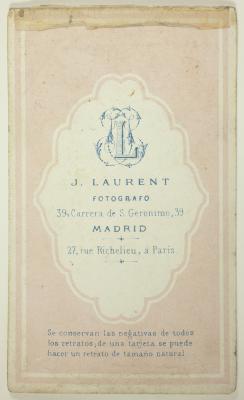 JL
J. LAURENT
FOTOGRAFO
39, Carrera de S. Geronimo, 39
MADRID
27, rue Richelieu, à Paris
Se conservan las negativas de todos
los retratos; de una tarjeta se puede
hacer un retrato de tamaño natural